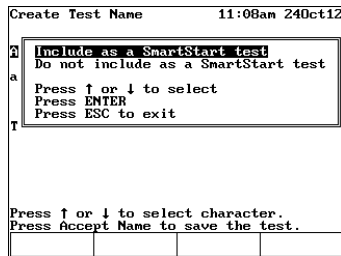 Create Test Name 11:08am 24Oct12
A
Include as a SmartStart test
Do not include as a SmartStart test
a
Press ↑ or ↓ to select
Press ENTER
Press ESC to exit
T
Press ↑ or ↓ to select character.
Press Accept Name to save the test.